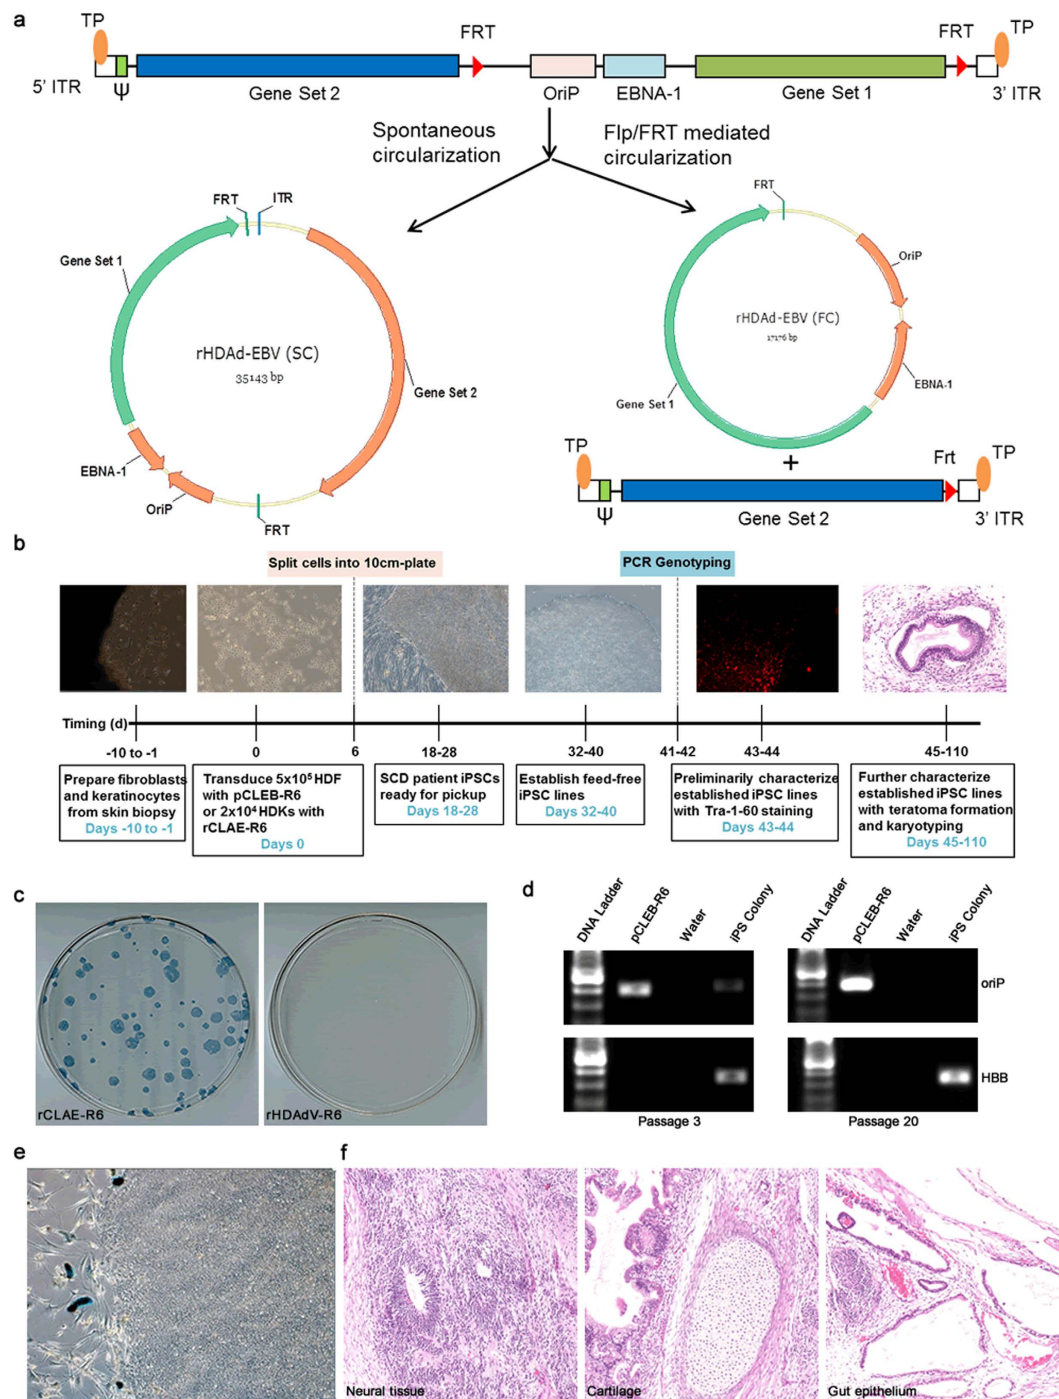 a
TP
FRT
FRT
TP
5' ITR
Ψ
Gene Set 2
OriP
EBNA-1
Gene Set 1
3' ITR
Spontaneous
circularization
Flp/FRT mediated
circularization
FRT
ITR
Gene Set 1
rHDAd-EBV (SC)
35143 bp
Gene Set 2
EBNA-1
OriP
FRT
FRT
OriP
rHDAd-EBV (FC)
17176 bp
EBNA-1
Gene Set 1
+
TP
Frt
TP
Ψ
Gene Set 2
3' ITR
b
Split cells into 10cm-plate
PCR Genotyping
Timing (d)
-10 to -1
0
6
18-28
32-40
41-42
43-44
45-110
Prepare fibroblasts
and keratinocytes
from skin biopsy
Days -10 to -1
Transduce 5x10⁵ HDF
with pCLEB-R6
or 2x10⁴ HDKs with
rCLAE-R6
Days 0
SCD patient iPSCs
ready for pickup
Days 18-28
Establish feed-free
iPSC lines
Days 32-40
Preliminarily characterize
established iPSC lines
with Tra-1-60 staining
Days 43-44
Further characterize
established iPSC lines
with teratoma formation
and karyotyping
Days 45-110
c
rCLAE-R6
rHDAdV-R6
d
DNA Ladder
pCLEB-R6
Water
iPS Colony
DNA Ladder
pCLEB-R6
Water
iPS Colony
oriP
HBB
Passage 3
Passage 20
e
f
Neural tissue
Cartilage
Gut epithelium